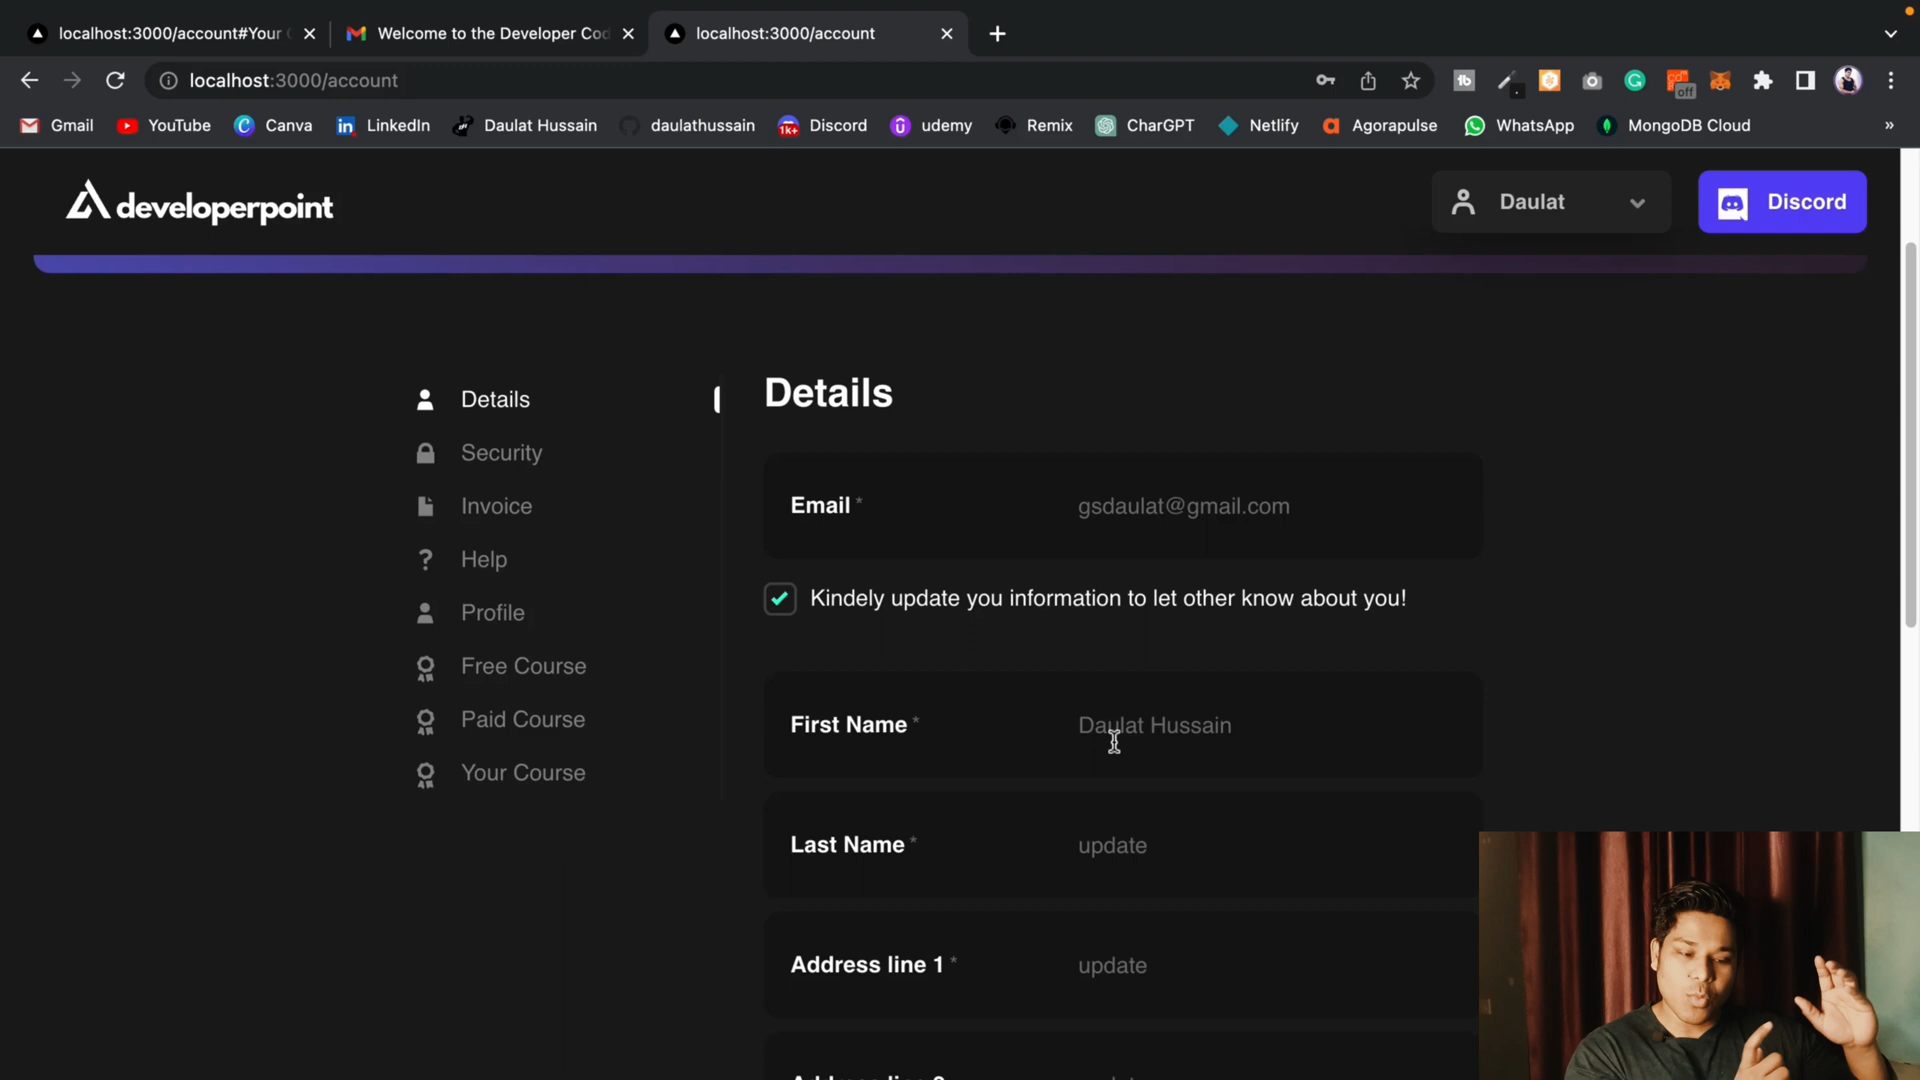 localhost:3000/account#Your
Welcome to the Developer Cod
localhost:3000/account
localhost:3000/account
off
Gmail
YouTube
Canva
LinkedIn
Daulat Hussain
daulathussain
1k+
Discord
udemy
Remix
CharGPT
Netlify
Agorapulse
WhatsApp
MongoDB Cloud
»
developerpoint
Daulat
Discord
Details
Security
Invoice
Help
Profile
Free Course
Paid Course
Your Course
Details
Email *
gsdaulat@gmail.com
Kindely update you information to let other know about you!
First Name *
Daulat Hussain
Last Name *
update
Address line 1 *
update